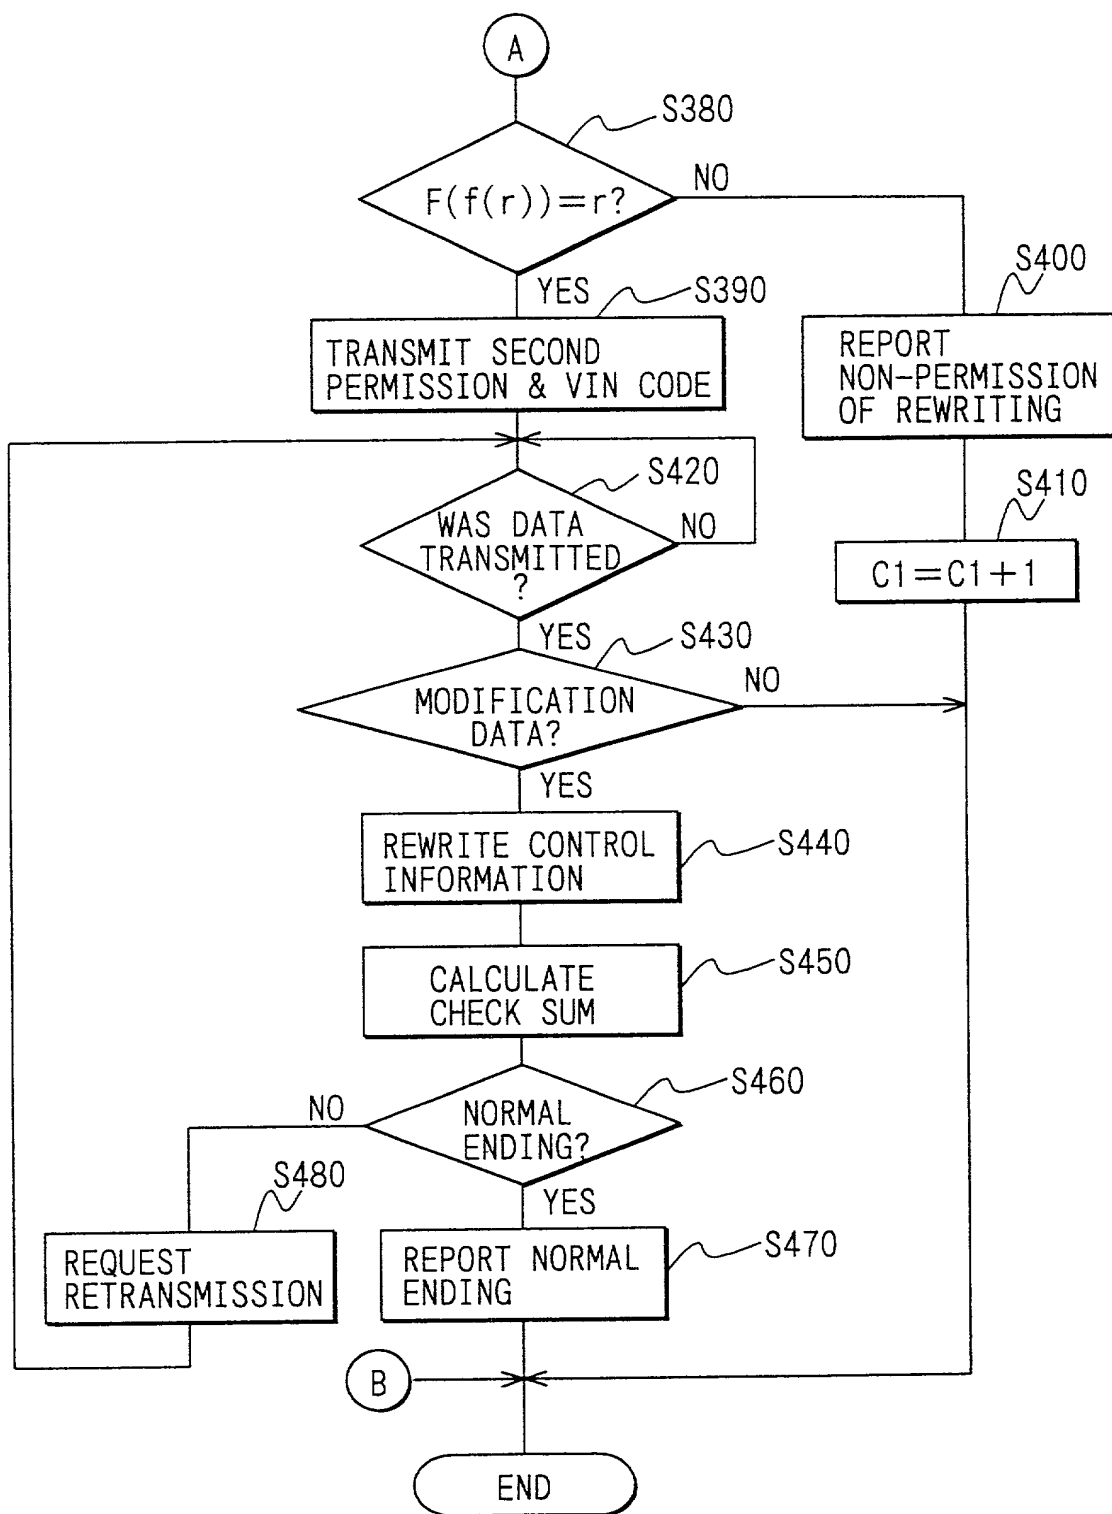 A
S380
F(f(r))=r?
NO
YES
S390
S400
TRANSMIT SECOND
PERMISSION & VIN CODE
REPORT
NON-PERMISSION
OF REWRITING
S420
WAS DATA
TRANSMITTED
?
NO
S410
C1=C1+1
YES
S430
MODIFICATION
DATA?
NO
YES
REWRITE CONTROL
INFORMATION
S440
CALCULATE
CHECK SUM
S450
NORMAL
ENDING?
S460
NO
YES
S480
REQUEST
RETRANSMISSION
REPORT NORMAL
ENDING
S470
B
END